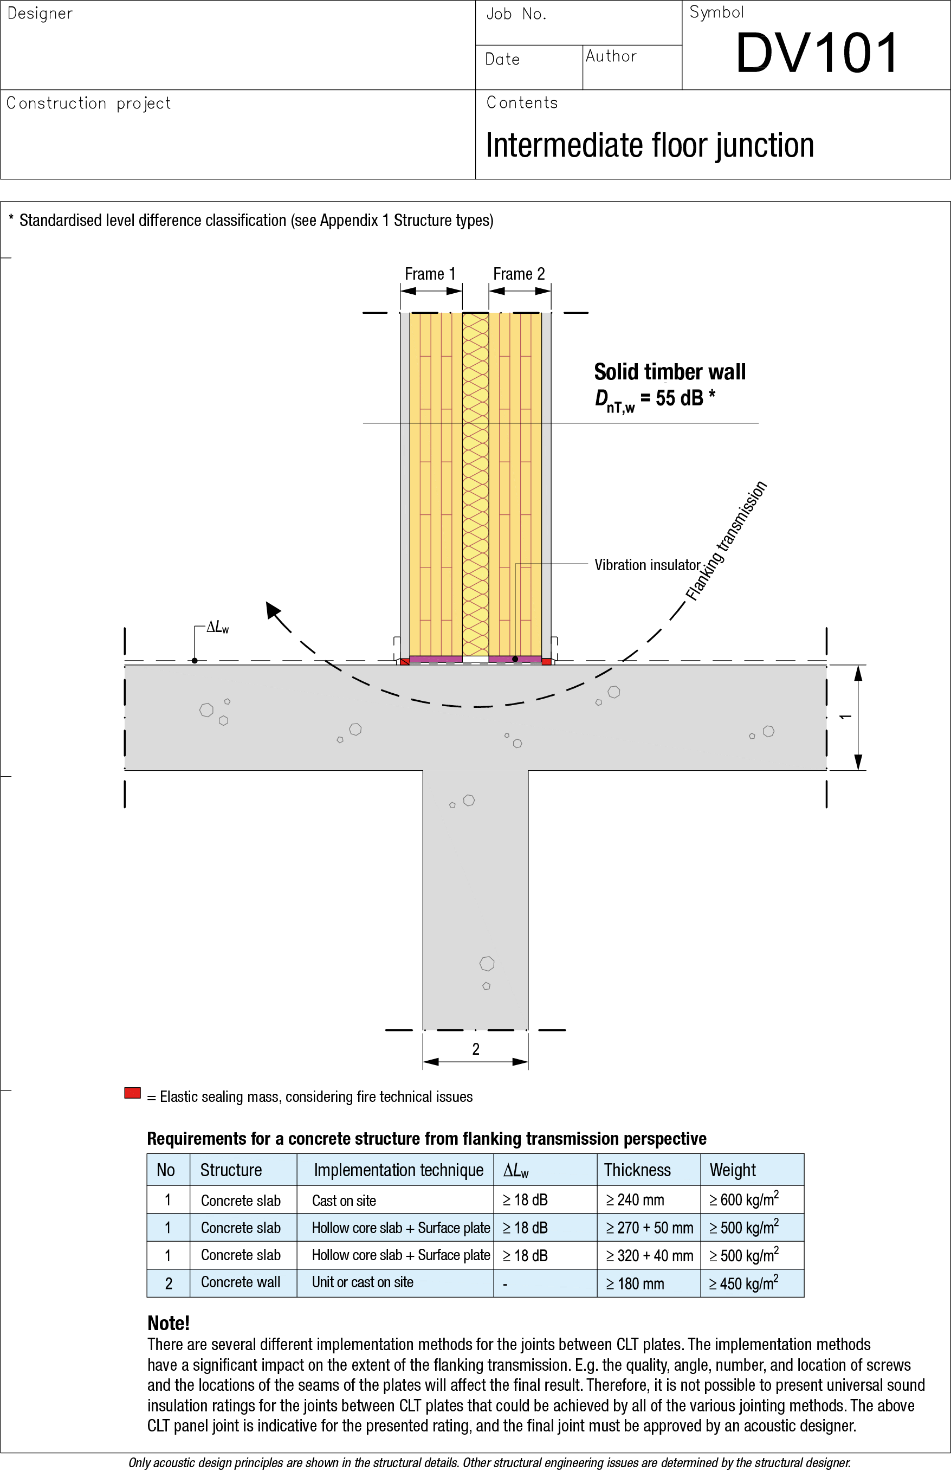 Designer
Job No.
Symbol
DV101
Date
Author
Construction project
Contents
Intermediate floor junction
* Standardised level difference classification (see Appendix 1 Structure types)
Frame 1
Frame 2
Solid timber wall
DnT,w = 55 dB *
Flanking transmission
Vibration insulator
ΔLw
1
2
= Elastic sealing mass, considering fire technical issues
Requirements for a concrete structure from flanking transmission perspective
No Structure Implementation technique ΔLw Thickness Weight
1 Concrete slab Cast on site ≥ 18 dB ≥ 240 mm ≥ 600 kg/m²
1 Concrete slab Hollow core slab + Surface plate ≥ 18 dB ≥ 270 + 50 mm ≥ 500 kg/m²
1 Concrete slab Hollow core slab + Surface plate ≥ 18 dB ≥ 320 + 40 mm ≥ 500 kg/m²
2 Concrete wall Unit or cast on site - ≥ 180 mm ≥ 450 kg/m²
Note!
There are several different implementation methods for the joints between CLT plates. The implementation methods
have a significant impact on the extent of the flanking transmission. E.g. the quality, angle, number, and location of screws
and the locations of the seams of the plates will affect the final result. Therefore, it is not possible to present universal sound
insulation ratings for the joints between CLT plates that could be achieved by all of the various jointing methods. The above
CLT panel joint is indicative for the presented rating, and the final joint must be approved by an acoustic designer.
Only acoustic design principles are shown in the structural details. Other structural engineering issues are determined by the structural designer.